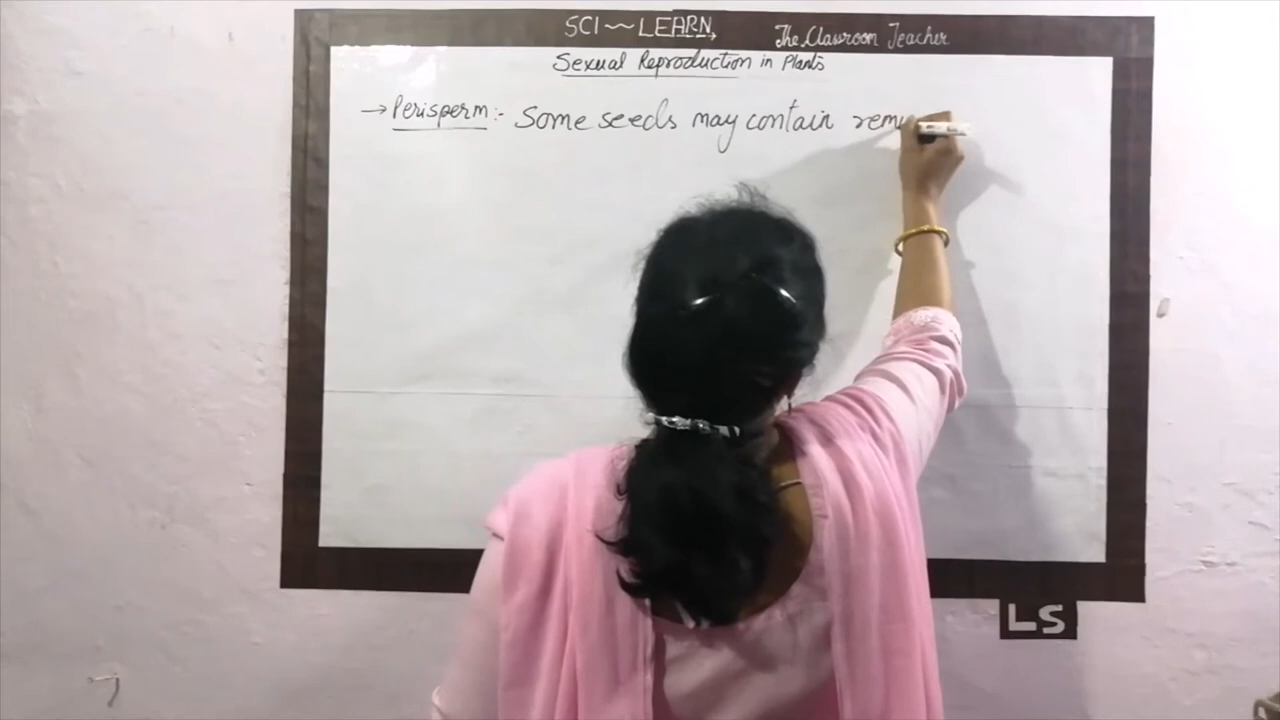 SCI~LEARN The Classroom Teacher
Sexual Reproduction in Plants
→ Perisperm:- Some seeds may contain
LS